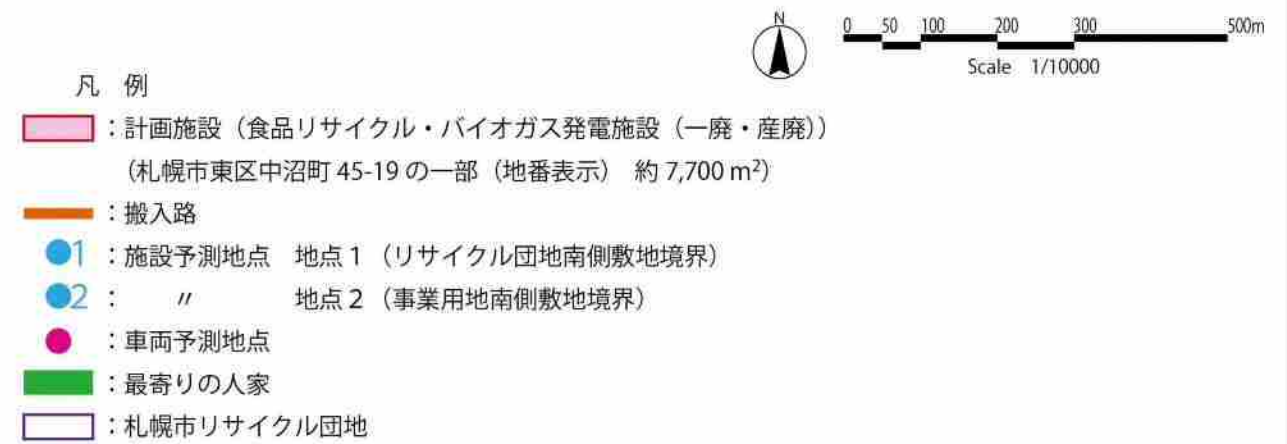 N
0 50 100 200 300 500m
Scale 1/10000
凡 例
：計画施設（食品リサイクル・バイオガス発電施設（一廃・産廃））
（札幌市東区中沼町 45-19 の一部（地番表示） 約 7,700 m²）
：搬入路
1 ：施設予測地点 地点 1 （リサイクル団地南側敷地境界）
2 ： 〃 地点 2 （事業用地南側敷地境界）
：車両予測地点
：最寄りの人家
：札幌市リサイクル団地